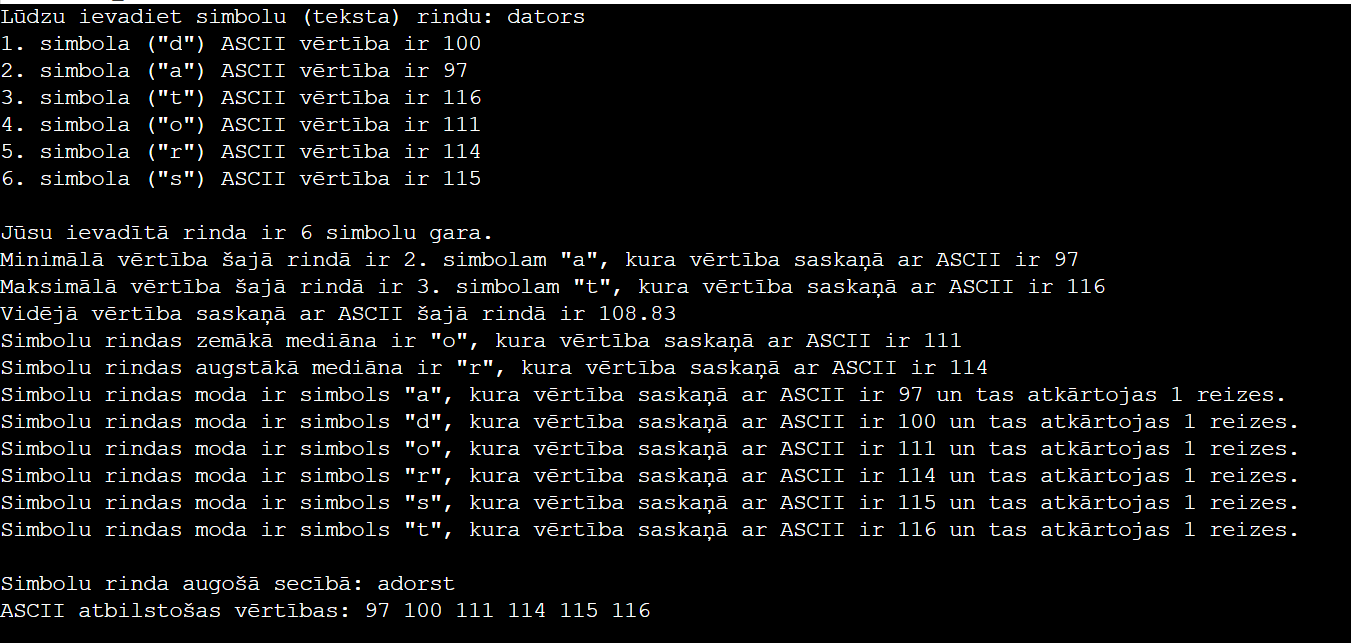 Lūdzu ievadiet simbolu (teksta) rindu: dators
1. simbola ("d") ASCII vērtība ir 100
2. simbola ("a") ASCII vērtība ir 97
3. simbola ("t") ASCII vērtība ir 116
4. simbola ("o") ASCII vērtība ir 111
5. simbola ("r") ASCII vērtība ir 114
6. simbola ("s") ASCII vērtība ir 115

Jūsu ievadītā rinda ir 6 simbolu gara.
Minimālā vērtība šajā rindā ir 2. simbolam "a", kura vērtība saskaņā ar ASCII ir 97
Maksimālā vērtība šajā rindā ir 3. simbolam "t", kura vērtība saskaņā ar ASCII ir 116
Vidējā vērtība saskaņā ar ASCII šajā rindā ir 108.83
Simbolu rindas zemākā mediāna ir "o", kura vērtība saskaņā ar ASCII ir 111
Simbolu rindas augstākā mediāna ir "r", kura vērtība saskaņā ar ASCII ir 114
Simbolu rindas moda ir simbols "a", kura vērtība saskaņā ar ASCII ir 97 un tas atkārtojas 1 reizes.
Simbolu rindas moda ir simbols "d", kura vērtība saskaņā ar ASCII ir 100 un tas atkārtojas 1 reizes.
Simbolu rindas moda ir simbols "o", kura vērtība saskaņā ar ASCII ir 111 un tas atkārtojas 1 reizes.
Simbolu rindas moda ir simbols "r", kura vērtība saskaņā ar ASCII ir 114 un tas atkārtojas 1 reizes.
Simbolu rindas moda ir simbols "s", kura vērtība saskaņā ar ASCII ir 115 un tas atkārtojas 1 reizes.
Simbolu rindas moda ir simbols "t", kura vērtība saskaņā ar ASCII ir 116 un tas atkārtojas 1 reizes.

Simbolu rinda augošā secībā: adorst
ASCII atbilstošas vērtības: 97 100 111 114 115 116